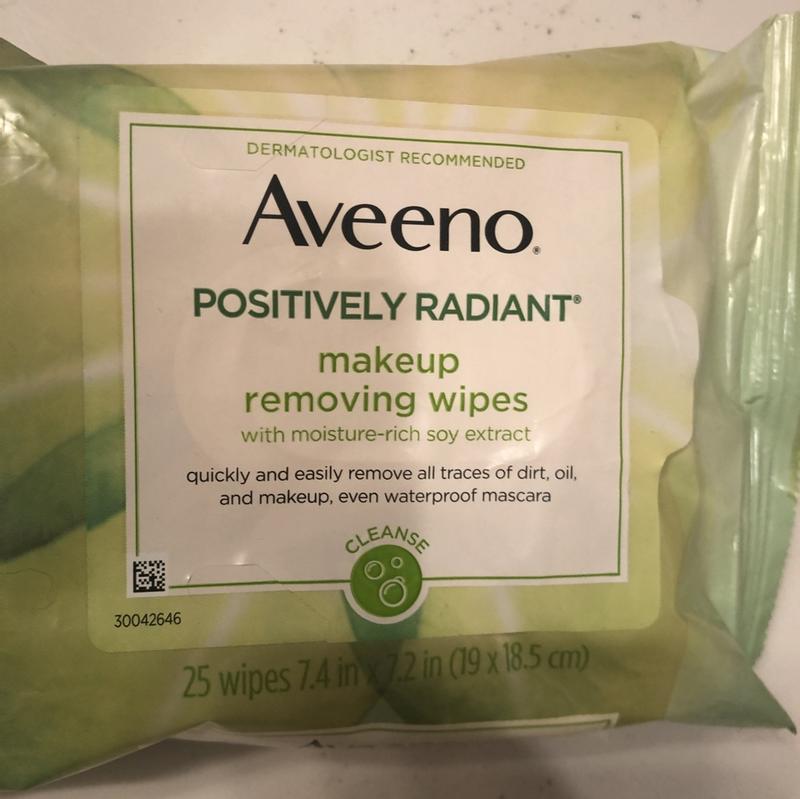 DERMATOLOGIST RECOMMENDED
Aveeno®
POSITIVELY RADIANT®
makeup
removing wipes
with moisture-rich soy extract
quickly and easily remove all traces of dirt, oil,
and makeup, even waterproof mascara
CLEANSE
30042646
25 wipes 7.4 in x 7.2 in (19 x 18.5 cm)